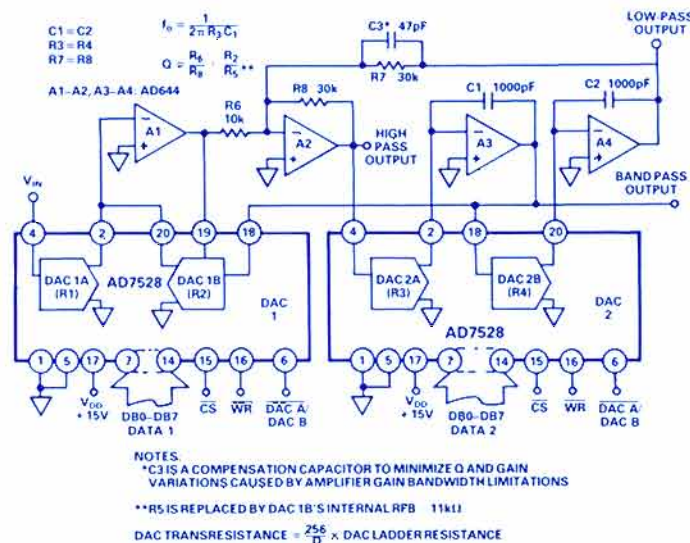 C1 = C2
R3 = R4
R7 = R8
f₀ = 1 / 2π R₃ C₁
Q = R₆/R₈ · R₂/R₅ **
A1–A2, A3–A4: AD644
C3* 47pF
R7 30k
LOW-PASS OUTPUT
R8 30k
C1 1000pF
C2 1000pF
R6 10k
A1
A2
A3
A4
HIGH PASS OUTPUT
BAND PASS OUTPUT
V_IN
4 2 20 19 18
4 2 18 20
DAC 1A (R1)
AD7528
DAC 1B (R2)
DAC 1
DAC 2A (R3)
DAC 2B (R4)
DAC 2
AD7528
1 5 17 7 14 15 16 6
1 5 17 7 14 15 16 6
V_DD +15V
DB0–DB7 DATA 1
CS
WR
DAC A/ DAC B
V_DD +15V
DB0–DB7 DATA 2
CS
WR
DAC A/ DAC B
NOTES.
*C3 IS A COMPENSATION CAPACITOR TO MINIMIZE Q AND GAIN
VARIATIONS CAUSED BY AMPLIFIER GAIN BANDWIDTH LIMITATIONS
**R5 IS REPLACED BY DAC 1B'S INTERNAL RFB 11kΩ
DAC TRANSRESISTANCE = 256/D × DAC LADDER RESISTANCE